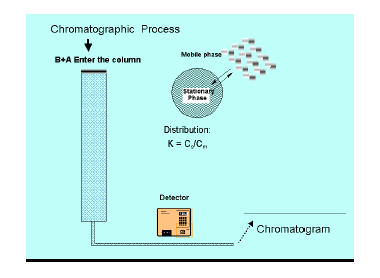 Chromatographic Process
B+A Enter the column
Mobile phase
Stationary
Phase
Distribution:
K = Cs/Cm
Detector
Chromatogram